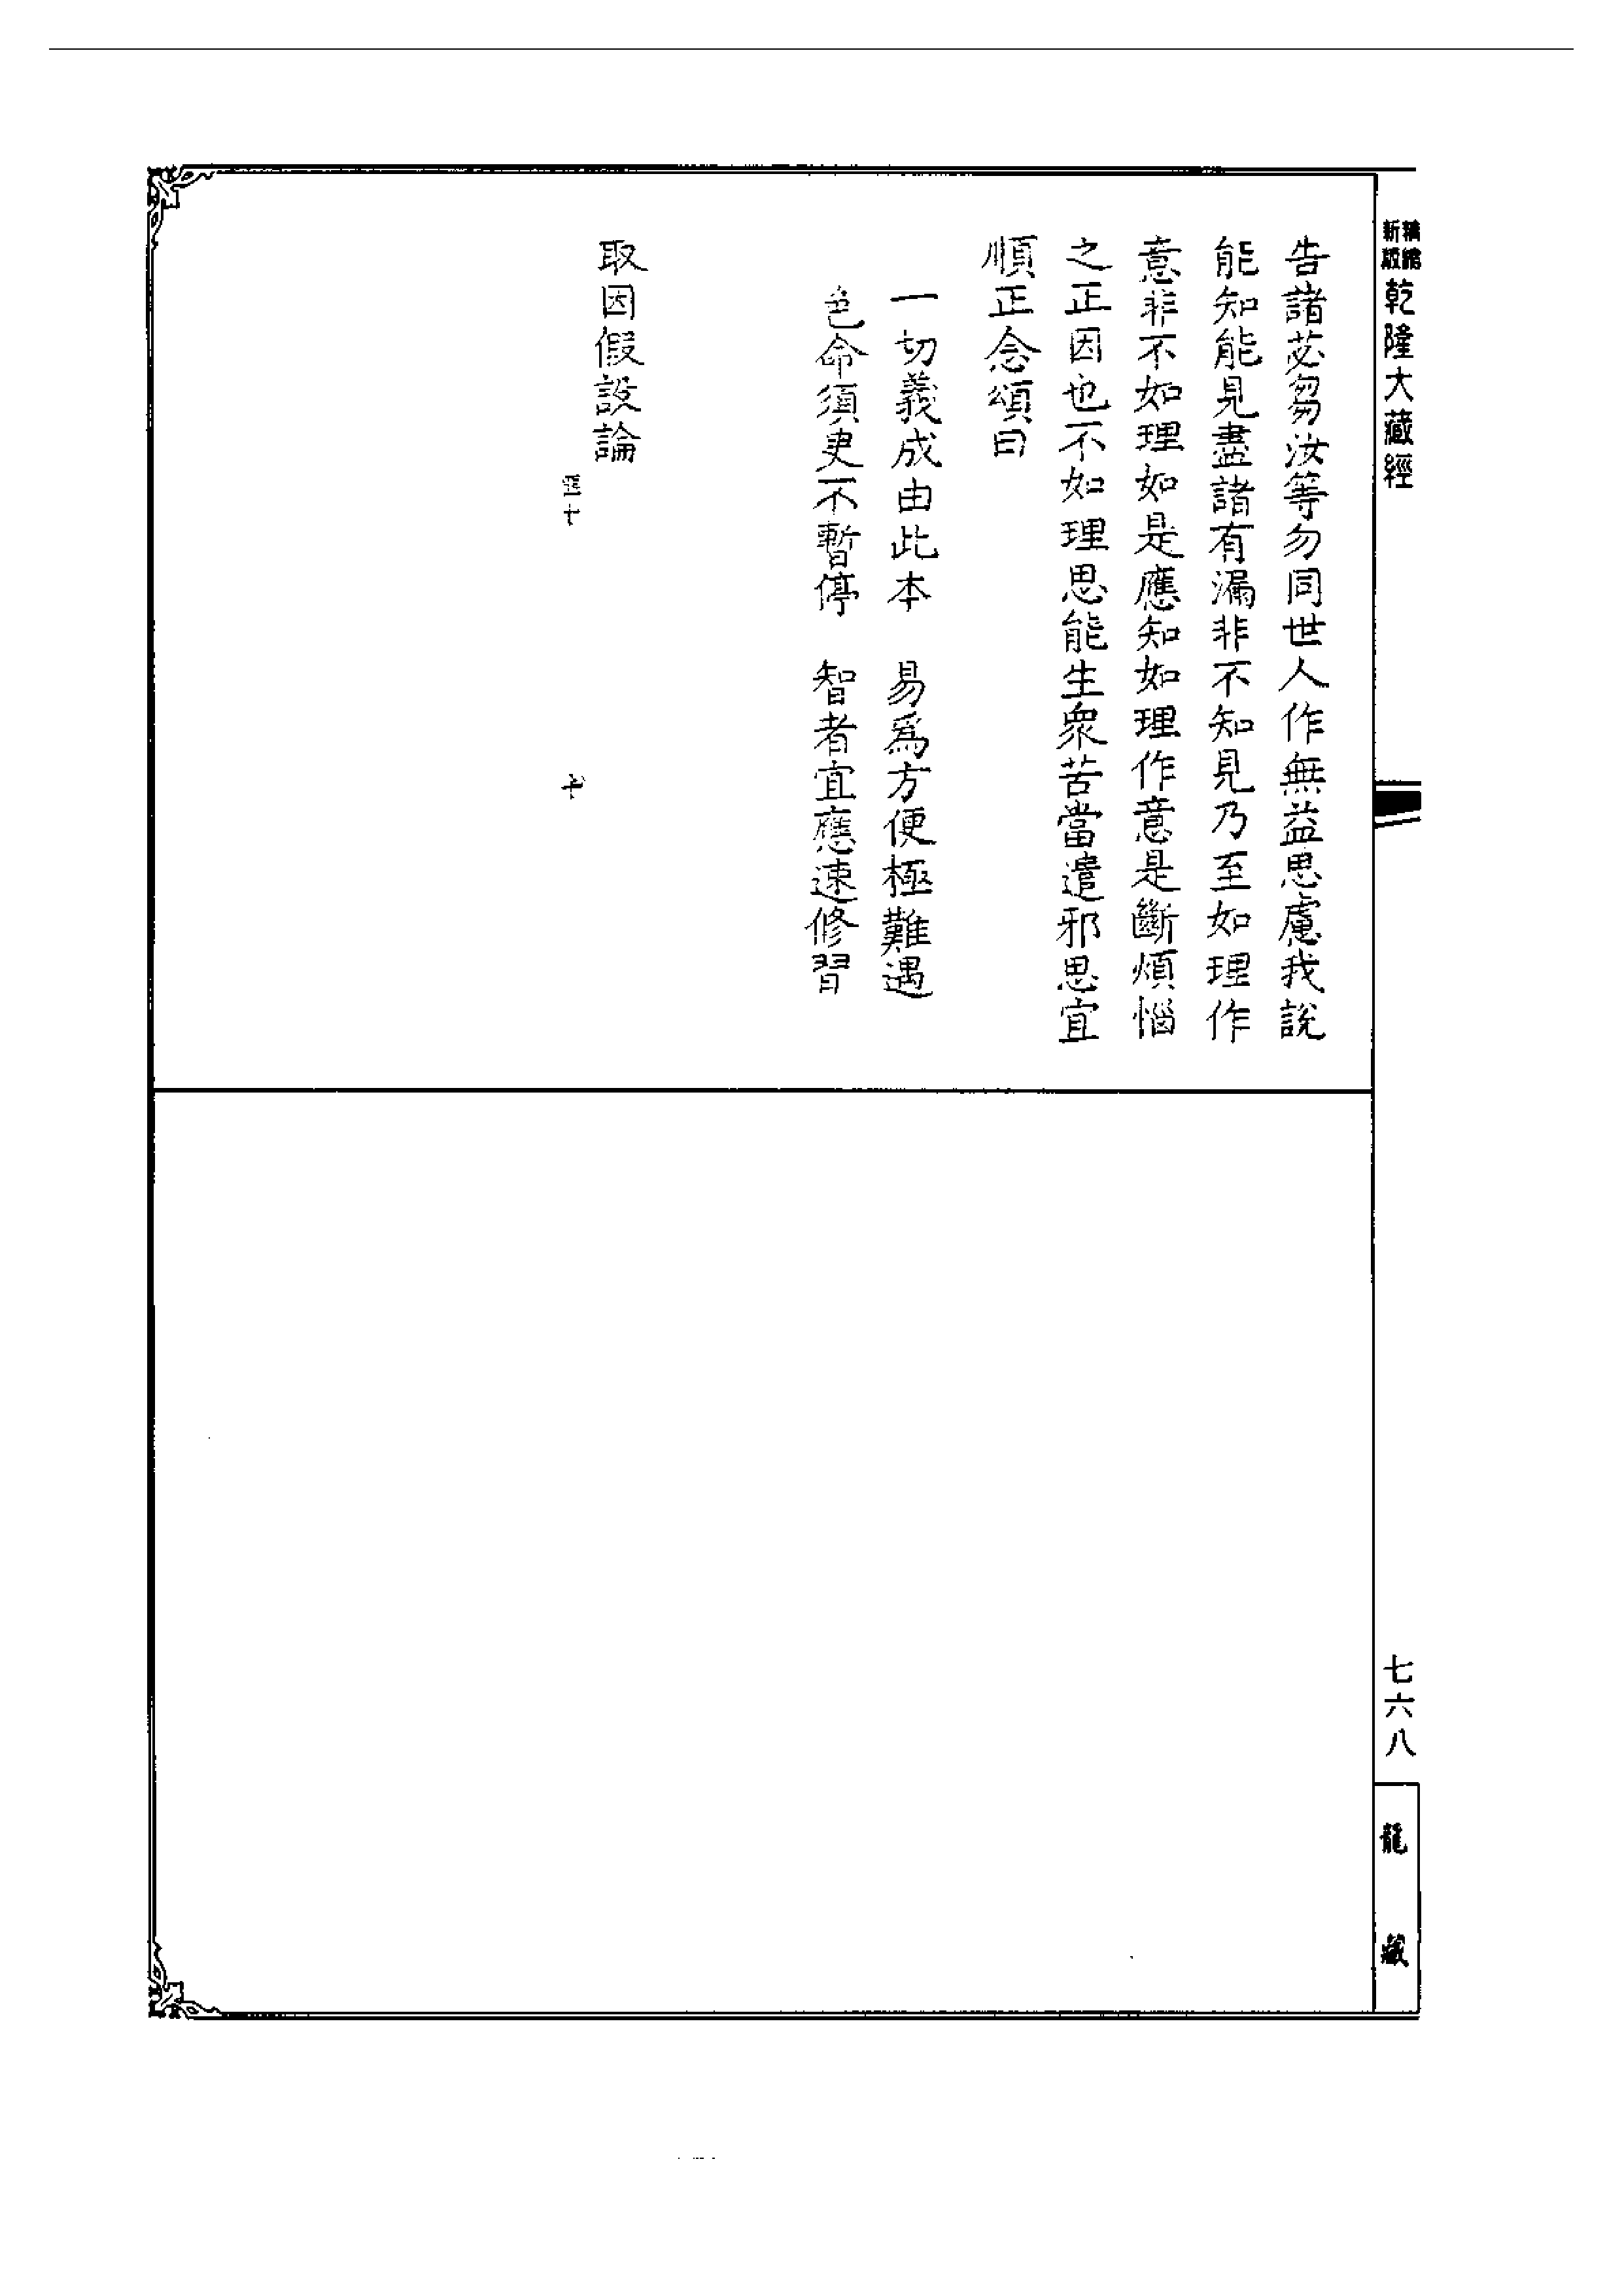 新版 精縮 乾隆大藏經
七六八
龍藏
告諸苾芻汝等勿同世人作無益思慮我說
能知能見盡諸有漏非不知見乃至如理作
意非不如理如是應知如理作意是斷煩惱
之正因也不如理思能生衆苦當遣邪思宜
順正念頌曰
一切義成由此本　易爲方便極難遇
色命須臾不暫停　智者宜應速修習
取因假設論
十